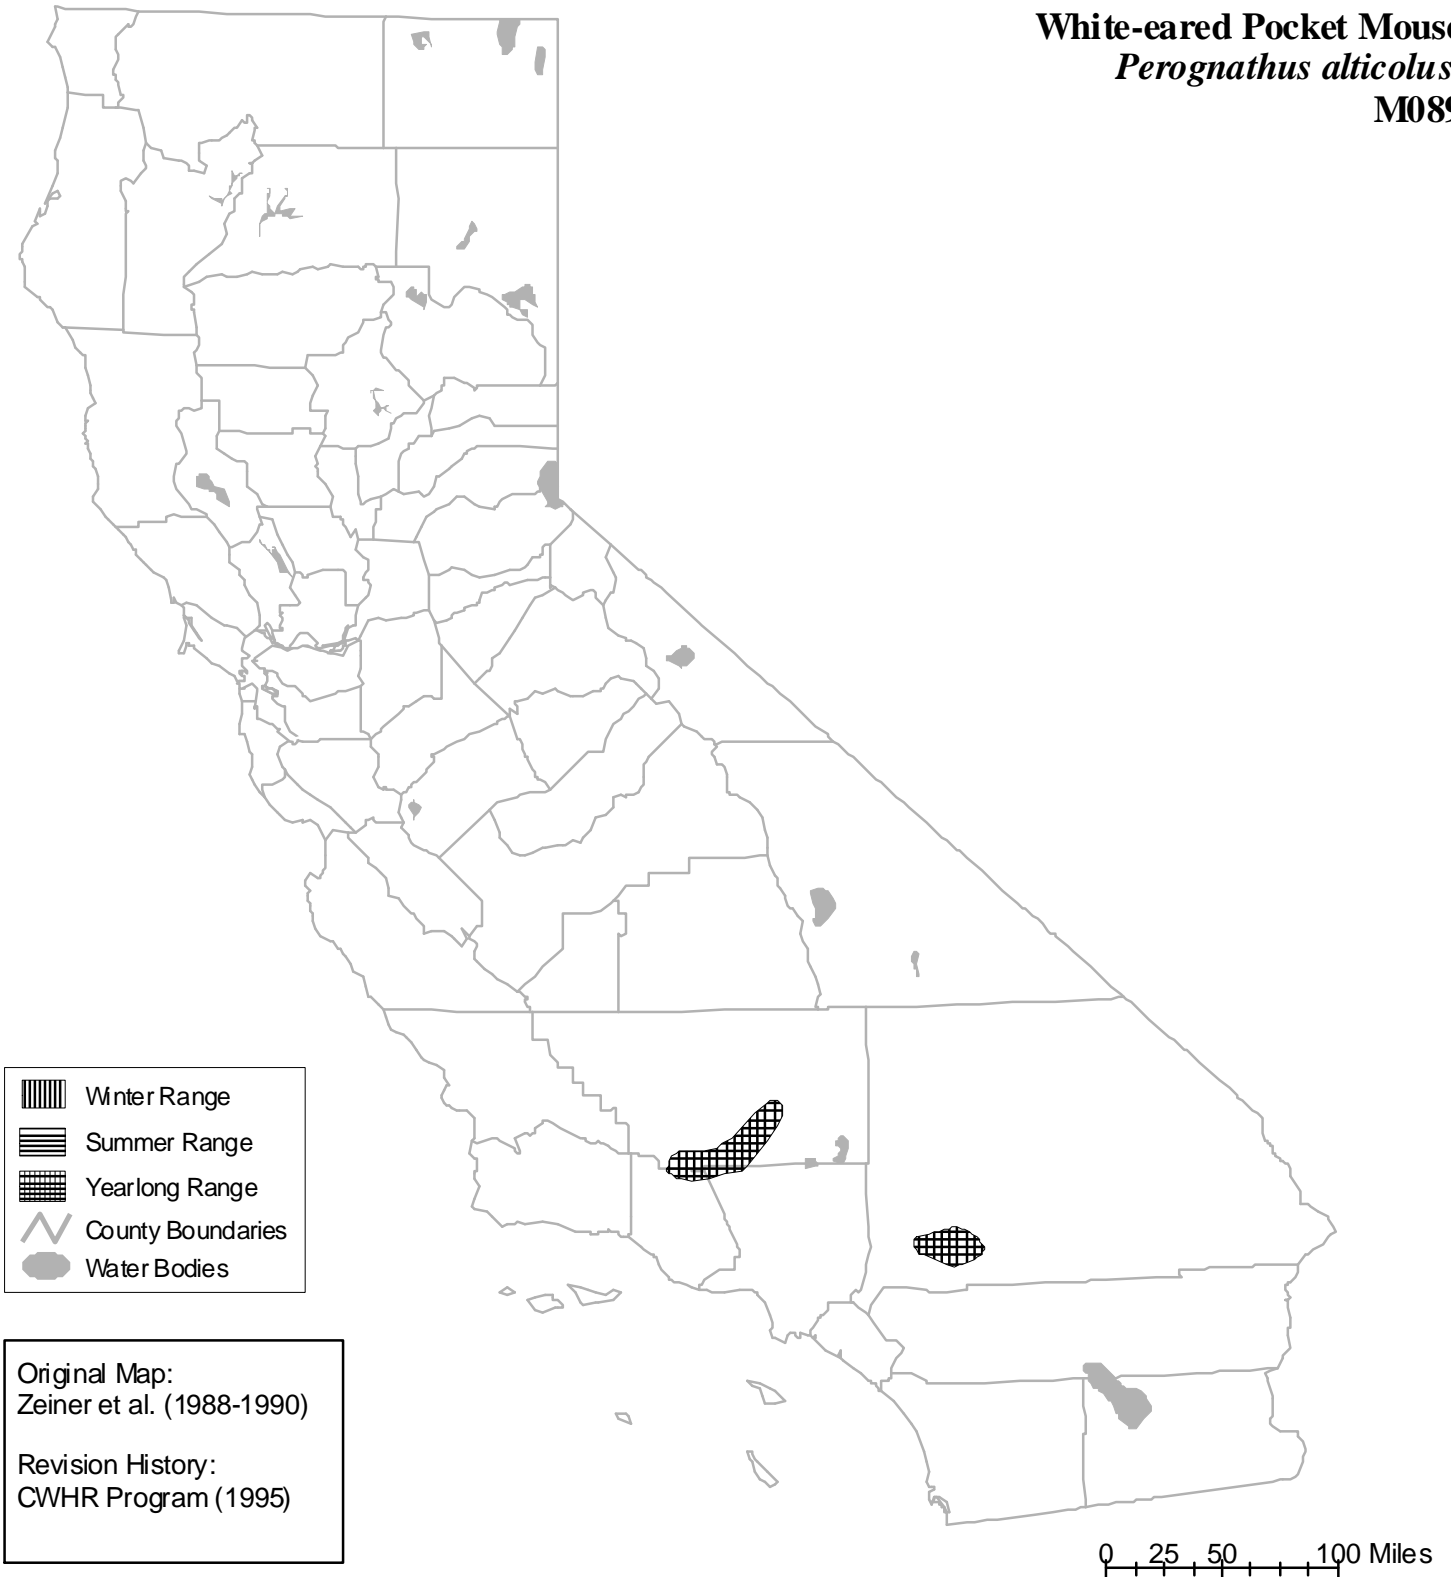 White-eared Pocket Mouse
Perognathus alticolus
M089
Winter Range
Summer Range
Yearlong Range
County Boundaries
Water Bodies
Original Map:
Zeiner et al. (1988-1990)
Revision History:
CWHR Program (1995)
0 25 50 100 Miles